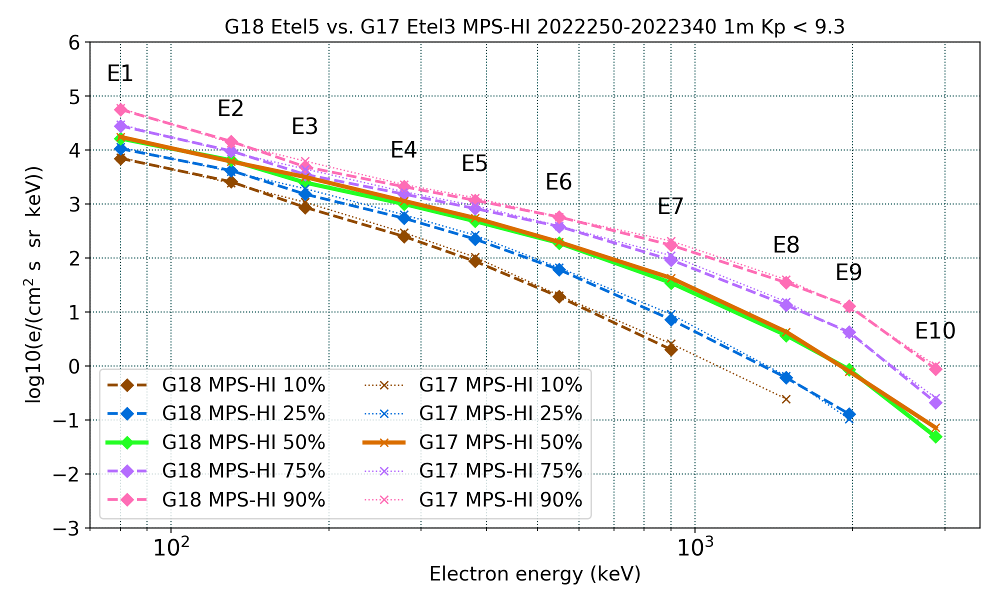 G18 Etel5 vs. G17 Etel3 MPS-HI 2022250-2022340 1m Kp < 9.3
6
5
4
3
2
1
0
−1
−2
−3
log10(e/(cm² s sr keV))
E1
E2
E3
E4
E5
E6
E7
E8
E9
E10
G18 MPS-HI 10%
G18 MPS-HI 25%
G18 MPS-HI 50%
G18 MPS-HI 75%
G18 MPS-HI 90%
G17 MPS-HI 10%
G17 MPS-HI 25%
G17 MPS-HI 50%
G17 MPS-HI 75%
G17 MPS-HI 90%
10²
10³
Electron energy (keV)